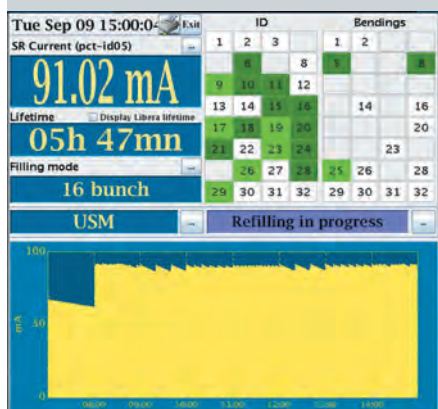 Tue Sep 09 15:00:04 Exit
ID Bendings
SR Current (pct-id05) ...
1 2 3 1 2
91.02 mA
6 8 5 8
9 10 11 12
Lifetime Display Libera lifetime
13 14 15 16 14 16
05h 47mn
17 18 19 20 20
21 22 23 24 23
Filling mode ...
26 27 28 25 26 28
16 bunch
29 30 31 32 29 30 31 32
USM ... Refilling in progress ...
100
50
mA
0
08:00 09:00 10:00 11:00 12:00 14:00